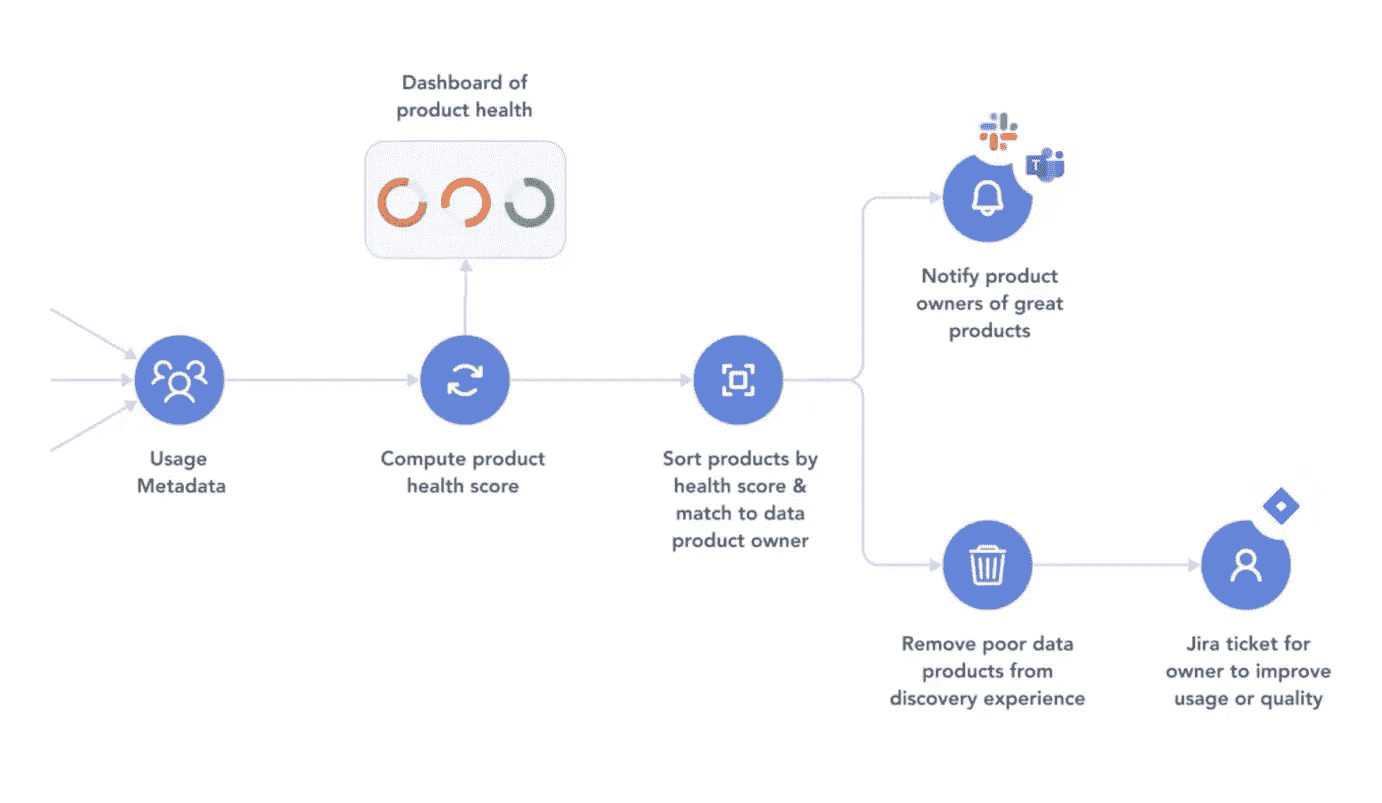 Dashboard of
product health
Usage
Metadata
Compute product
health score
Sort products by
health score &
match to data
product owner
T
Notify product
owners of great
products
Remove poor data
products from
discovery experience
Jira ticket for
owner to improve
usage or quality